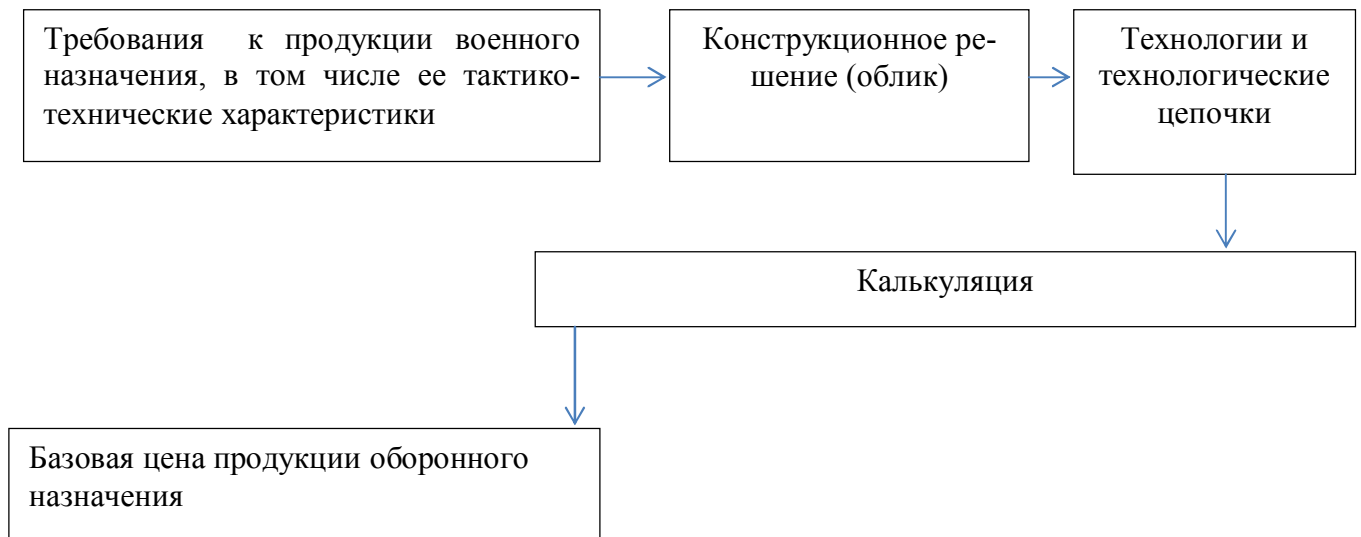 Требования к продукции военного
назначения, в том числе ее тактико-
технические характеристики
Конструкционное ре-
шение (облик)
Технологии и
технологические
цепочки
Калькуляция
Базовая цена продукции оборонного
назначения